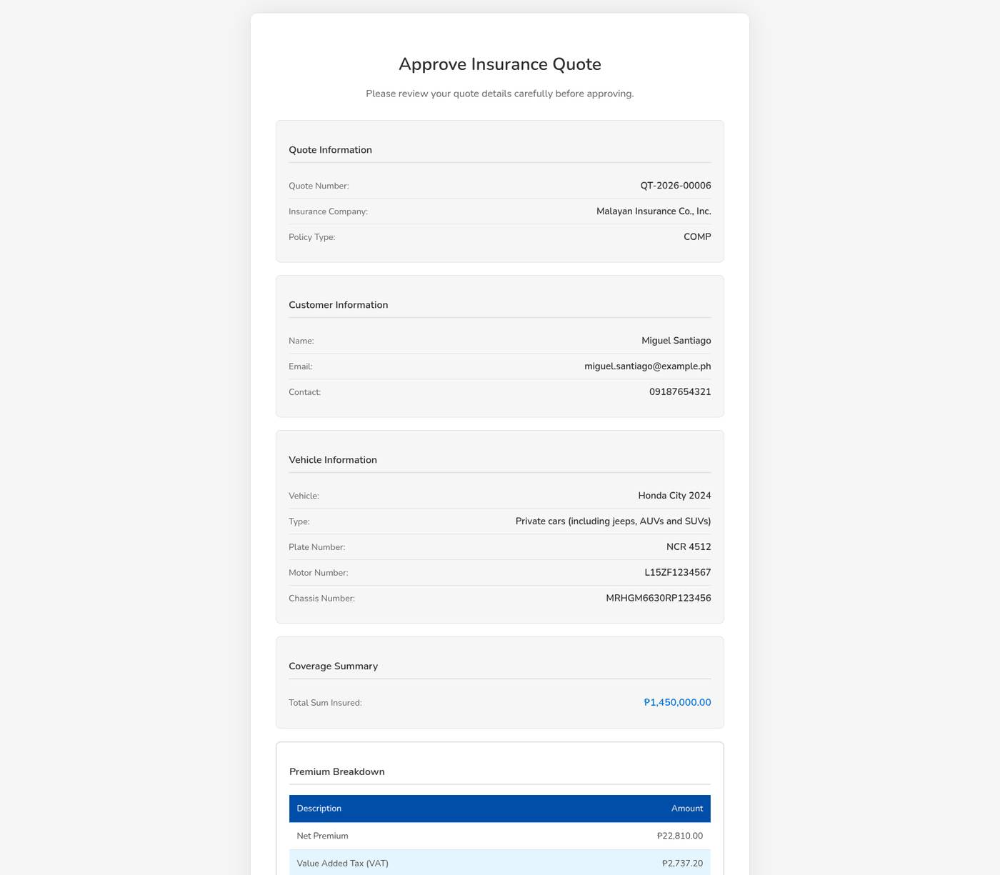 Approve Insurance Quote
Please review your quote details carefully before approving.
Quote Information
Quote Number: QT-2026-00006
Insurance Company: Malayan Insurance Co., Inc.
Policy Type: COMP
Customer Information
Name: Miguel Santiago
Email: miguel.santiago@example.ph
Contact: 09187654321
Vehicle Information
Vehicle: Honda City 2024
Type: Private cars (including jeeps, AUVs and SUVs)
Plate Number: NCR 4512
Motor Number: L15ZF1234567
Chassis Number: MRHGM6630RP123456
Coverage Summary
Total Sum Insured: ₱1,450,000.00
Premium Breakdown
Description Amount
Net Premium ₱22,810.00
Value Added Tax (VAT) ₱2,737.20